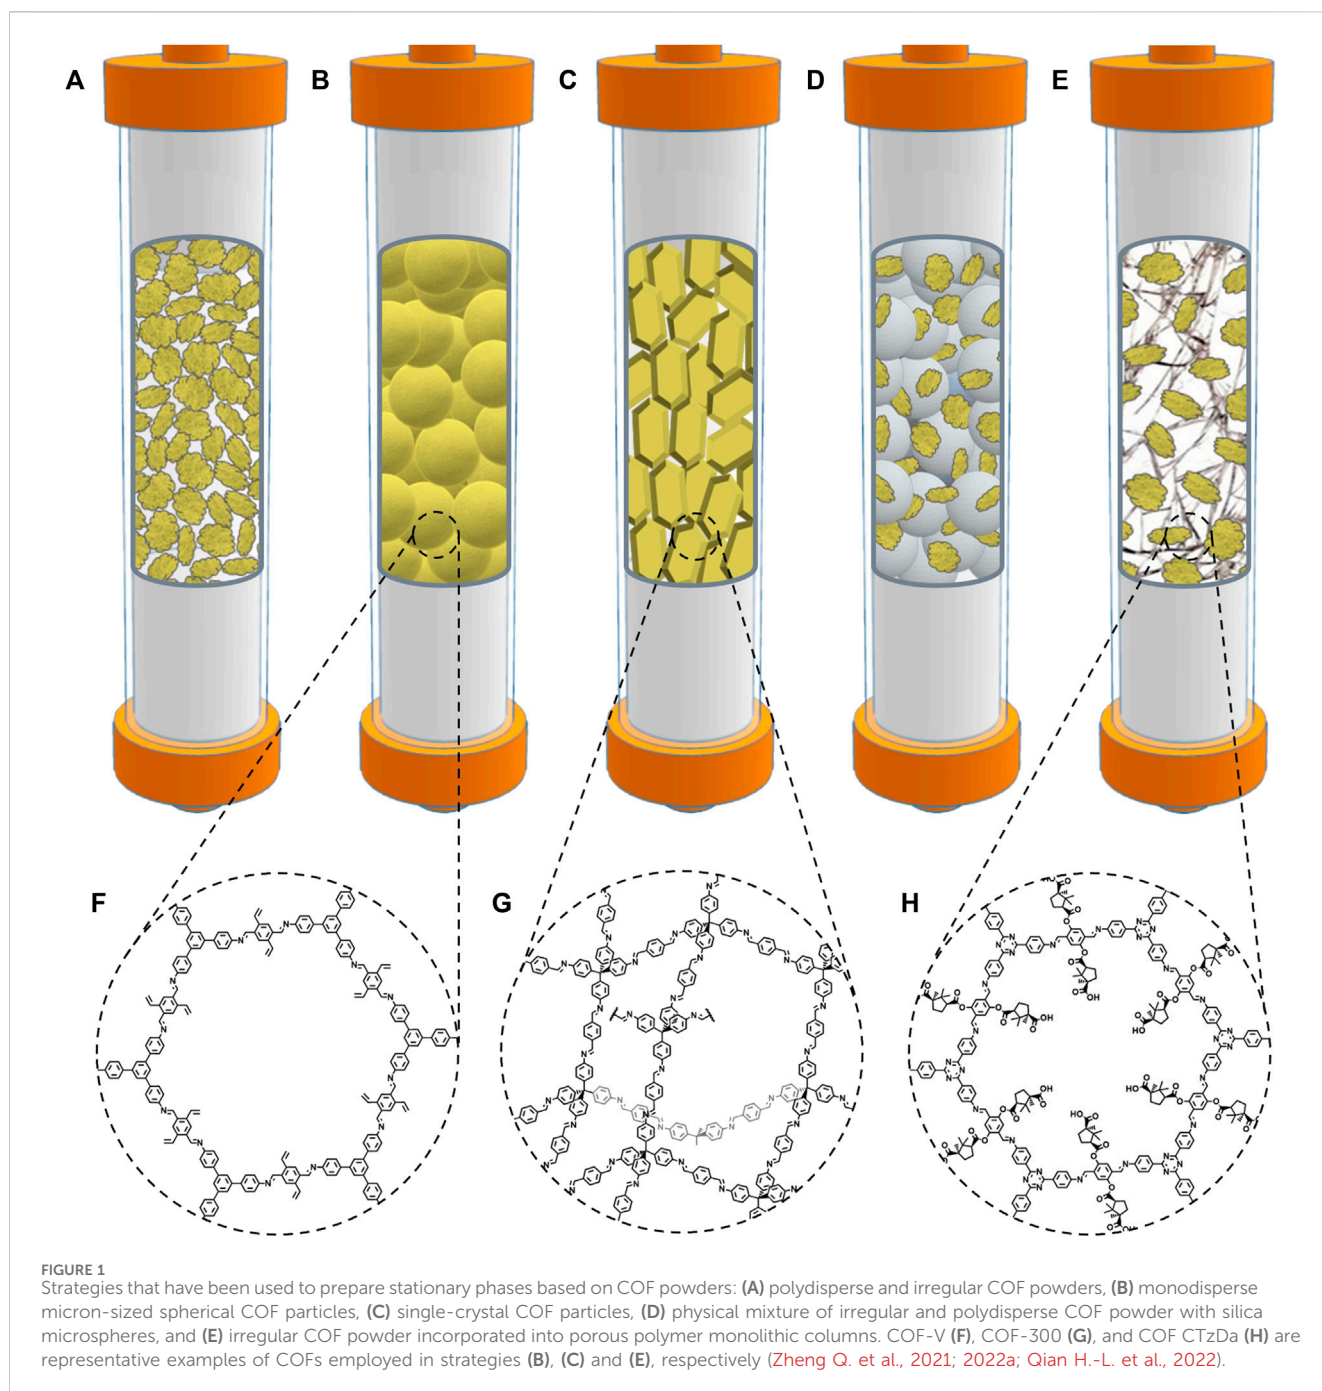 A
B
C
D
E
F
G
H
FIGURE 1
Strategies that have been used to prepare stationary phases based on COF powders: (A) polydisperse and irregular COF powders, (B) monodisperse
micron-sized spherical COF particles, (C) single-crystal COF particles, (D) physical mixture of irregular and polydisperse COF powder with silica
microspheres, and (E) irregular COF powder incorporated into porous polymer monolithic columns. COF-V (F), COF-300 (G), and COF CTzDa (H) are
representative examples of COFs employed in strategies (B), (C) and (E), respectively (Zheng Q. et al., 2021; 2022a; Qian H.-L. et al., 2022).